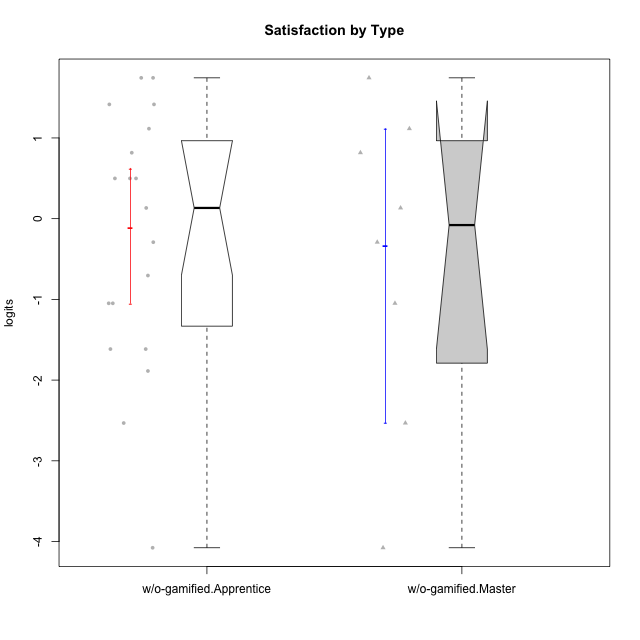 Satisfaction by Type
logits
1
0
-1
-2
-3
-4
w/o-gamified.Apprentice
w/o-gamified.Master